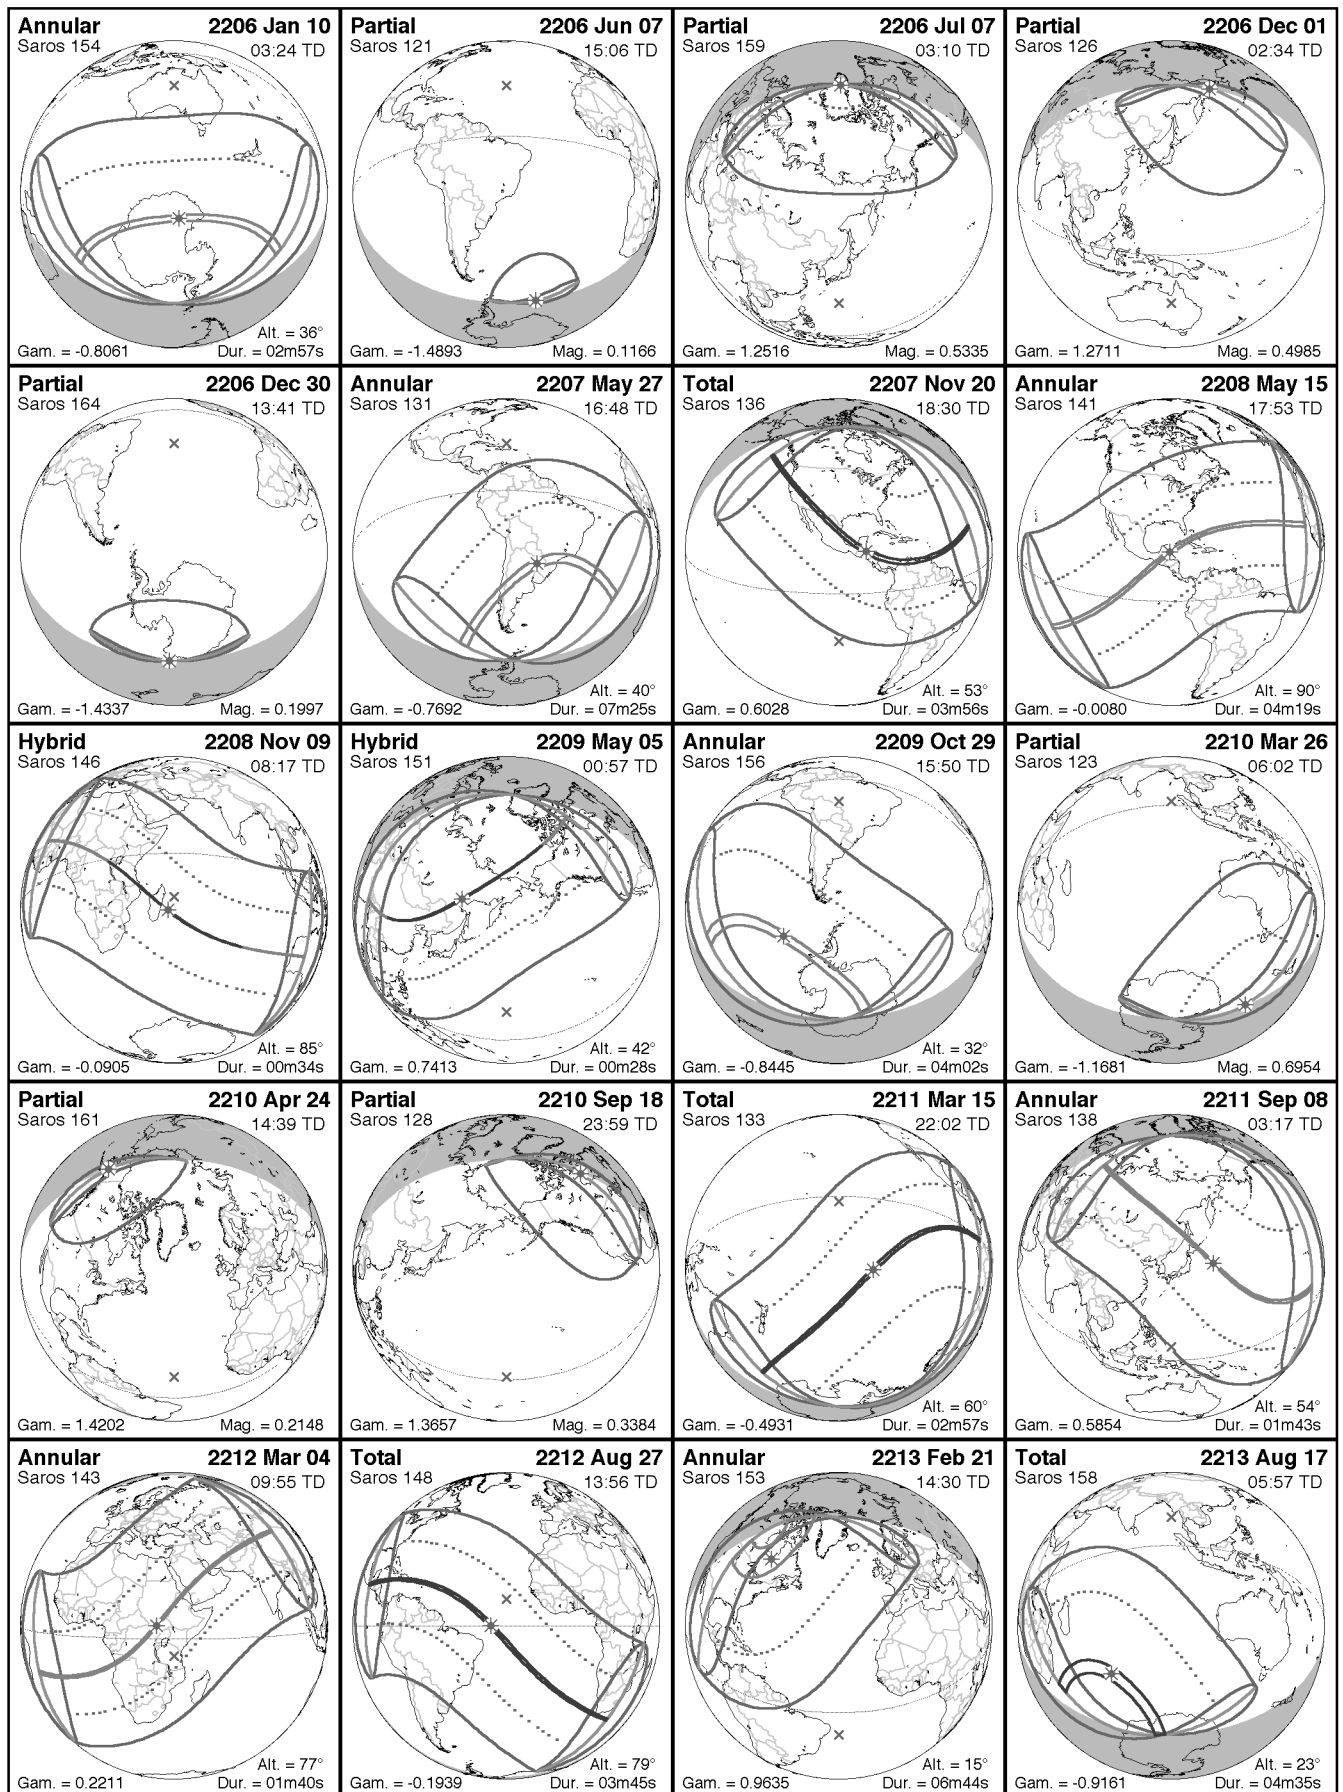 Annular 2206 Jan 10
Saros 154 03:24 TD
Alt. = 36°
Gam. = -0.8061 Dur. = 02m57s
Partial 2206 Jun 07
Saros 121 15:06 TD
Gam. = -1.4893 Mag. = 0.1166
Partial 2206 Jul 07
Saros 159 03:10 TD
Gam. = 1.2516 Mag. = 0.5335
Partial 2206 Dec 01
Saros 126 02:34 TD
Gam. = 1.2711 Mag. = 0.4985
Partial 2206 Dec 30
Saros 164 13:41 TD
Gam. = -1.4337 Mag. = 0.1997
Annular 2207 May 27
Saros 131 16:48 TD
Alt. = 40°
Gam. = -0.7692 Dur. = 07m25s
Total 2207 Nov 20
Saros 136 18:30 TD
Alt. = 53°
Gam. = 0.6028 Dur. = 03m56s
Annular 2208 May 15
Saros 141 17:53 TD
Alt. = 90°
Gam. = -0.0080 Dur. = 04m19s
Hybrid 2208 Nov 09
Saros 146 08:17 TD
Alt. = 85°
Gam. = -0.0905 Dur. = 00m34s
Hybrid 2209 May 05
Saros 151 00:57 TD
Alt. = 42°
Gam. = 0.7413 Dur. = 00m28s
Annular 2209 Oct 29
Saros 156 15:50 TD
Alt. = 32°
Gam. = -0.8445 Dur. = 04m02s
Partial 2210 Mar 26
Saros 123 06:02 TD
Gam. = -1.1681 Mag. = 0.6954
Partial 2210 Apr 24
Saros 161 14:39 TD
Gam. = 1.4202 Mag. = 0.2148
Partial 2210 Sep 18
Saros 128 23:59 TD
Gam. = 1.3657 Mag. = 0.3384
Total 2211 Mar 15
Saros 133 22:02 TD
Alt. = 60°
Gam. = -0.4931 Dur. = 02m57s
Annular 2211 Sep 08
Saros 138 03:17 TD
Alt. = 54°
Gam. = 0.5854 Dur. = 01m43s
Annular 2212 Mar 04
Saros 143 09:55 TD
Alt. = 77°
Gam. = 0.2211 Dur. = 01m40s
Total 2212 Aug 27
Saros 148 13:56 TD
Alt. = 79°
Gam. = -0.1939 Dur. = 03m45s
Annular 2213 Feb 21
Saros 153 14:30 TD
Alt. = 15°
Gam. = 0.9635 Dur. = 06m44s
Total 2213 Aug 17
Saros 158 05:57 TD
Alt. = 23°
Gam. = -0.9161 Dur. = 04m35s